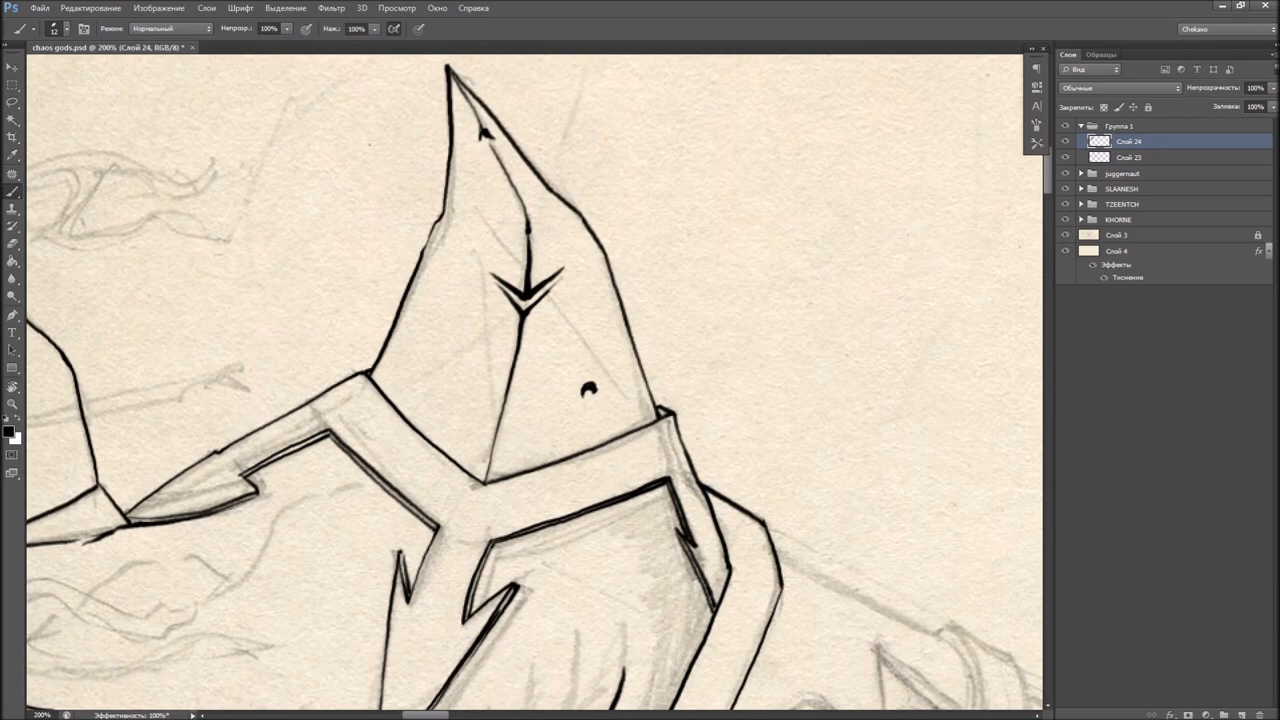 Ps Файл Редактирование Изображение Слои Шрифт Выделение Фильтр 3D Просмотр Окно Справка
12 Режим: Нормальный Непрозр.: 100% Наж.: 100% Chekavo
chaos gods.psd @ 200% (Слой 24, RGB/8) * ×
Слои Образцы
Вид
Обычные Непрозрачность: 100%
Закрепить: Заливка: 100%
Группа 1
Слой 24
Слой 23
juggernaut
SLAANESH
TZEENTCH
KHORNE
Слой 3
Слой 4 fx
Эффекты
Тиснение
200% Эффективность: 100%*